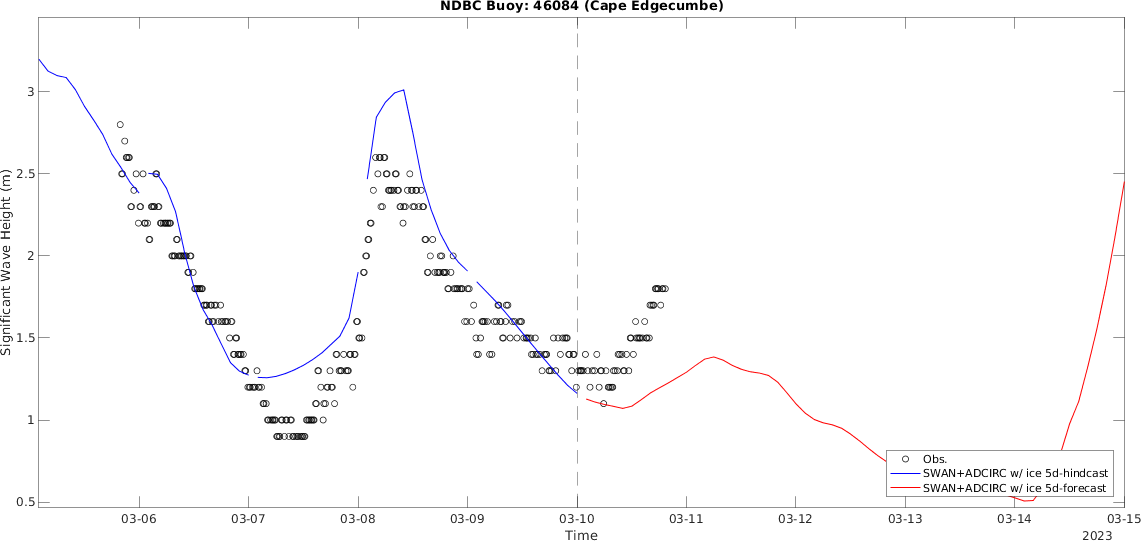 NDBC Buoy: 46084 (Cape Edgecumbe)
Significant Wave Height (m)
3
2.5
2
1.5
1
0.5
Obs.
SWAN+ADCIRC w/ ice 5d-hindcast
SWAN+ADCIRC w/ ice 5d-forecast
03-06 03-07 03-08 03-09 03-10 03-11 03-12 03-13 03-14 03-15
Time
2023